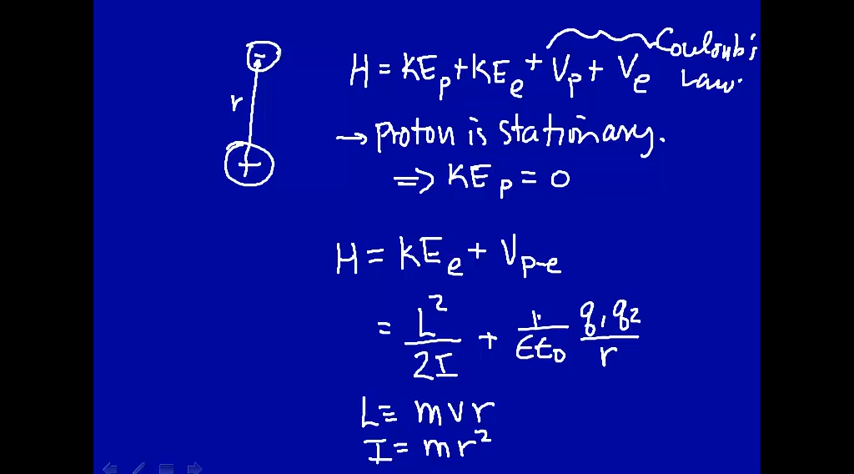 -
r
+
H = KEp + KEe + Vp + Ve
Coulomb's
Law.
→ Proton is stationary.
⇒ KEp = 0
H = KEe + Vp-e
= L²/2I + 1/(εε₀) q₁q₂/r
L = mvr
I = mr²